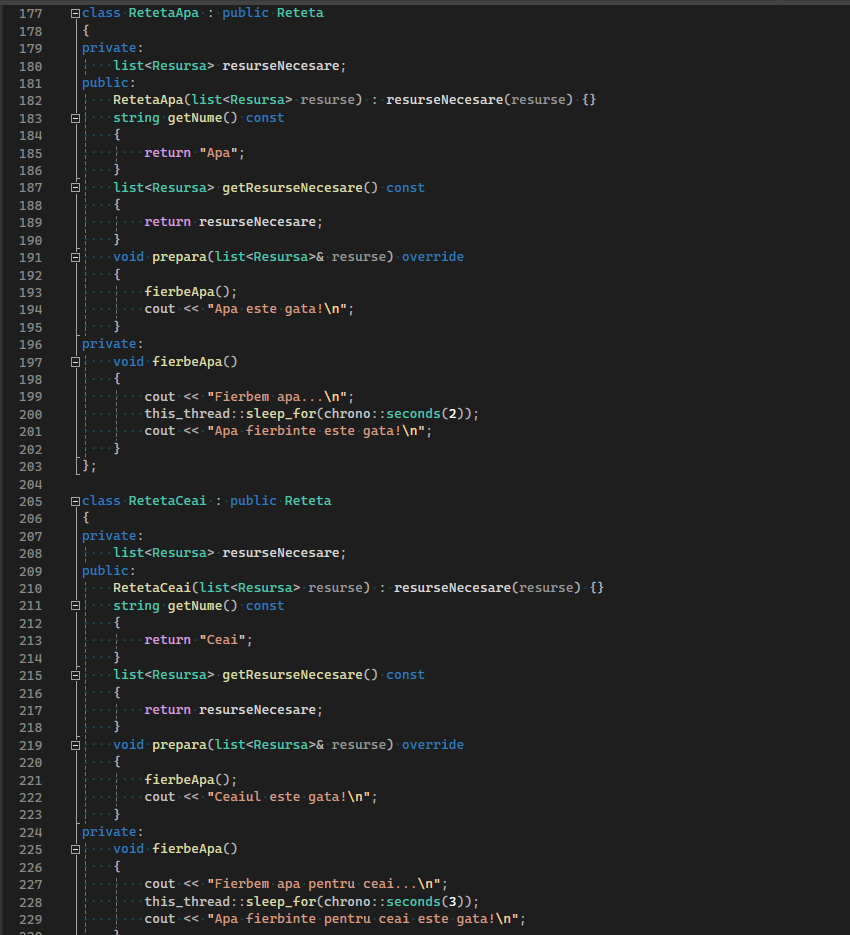 177 class RetetaApa : public Reteta
178 {
179 private:
180     list<Resursa> resurseNecesare;
181 public:
182     RetetaApa(list<Resursa> resurse) : resurseNecesare(resurse) {}
183     string getNume() const
184     {
185         return "Apa";
186     }
187     list<Resursa> getResurseNecesare() const
188     {
189         return resurseNecesare;
190     }
191     void prepara(list<Resursa>& resurse) override
192     {
193         fierbeApa();
194         cout << "Apa este gata!\n";
195     }
196 private:
197     void fierbeApa()
198     {
199         cout << "Fierbem apa...\n";
200         this_thread::sleep_for(chrono::seconds(2));
201         cout << "Apa fierbinte este gata!\n";
202     }
203 };
204
205 class RetetaCeai : public Reteta
206 {
207 private:
208     list<Resursa> resurseNecesare;
209 public:
210     RetetaCeai(list<Resursa> resurse) : resurseNecesare(resurse) {}
211     string getNume() const
212     {
213         return "Ceai";
214     }
215     list<Resursa> getResurseNecesare() const
216     {
217         return resurseNecesare;
218     }
219     void prepara(list<Resursa>& resurse) override
220     {
221         fierbeApa();
222         cout << "Ceaiul este gata!\n";
223     }
224 private:
225     void fierbeApa()
226     {
227         cout << "Fierbem apa pentru ceai...\n";
228         this_thread::sleep_for(chrono::seconds(3));
229         cout << "Apa fierbinte pentru ceai este gata!\n";